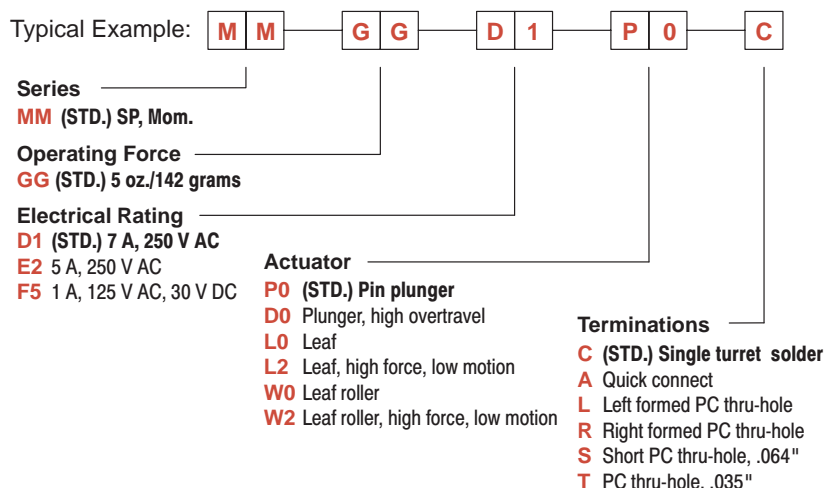 Typical Example: M M G G D 1 P 0 C
Series
MM (STD.) SP, Mom.
Operating Force
GG (STD.) 5 oz./142 grams
Electrical Rating
D1 (STD.) 7 A, 250 V AC
E2 5 A, 250 V AC
F5 1 A, 125 V AC, 30 V DC
Actuator
P0 (STD.) Pin plunger
D0 Plunger, high overtravel
L0 Leaf
L2 Leaf, high force, low motion
W0 Leaf roller
W2 Leaf roller, high force, low motion
Terminations
C (STD.) Single turret solder
A Quick connect
L Left formed PC thru-hole
R Right formed PC thru-hole
S Short PC thru-hole, .064"
T PC thru-hole, .035"